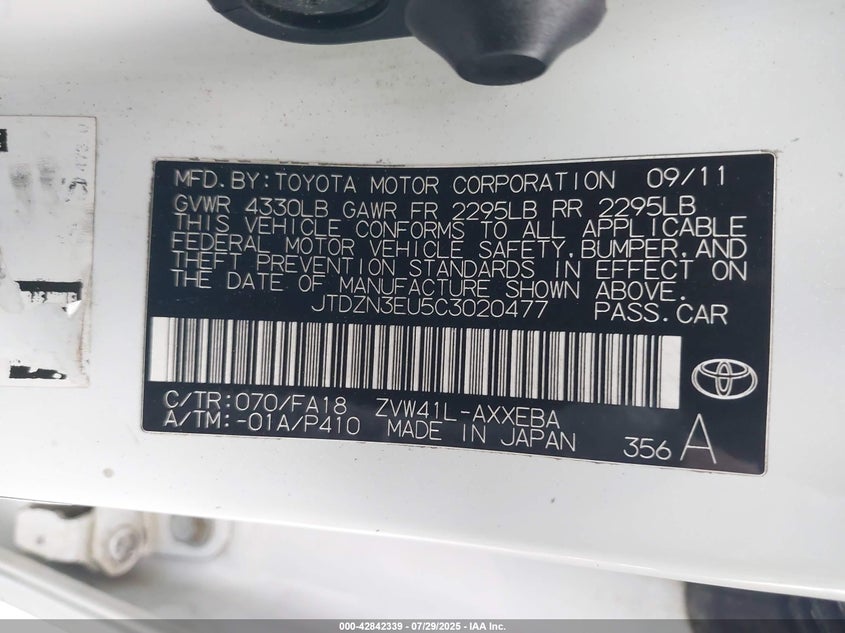 MFD. BY: TOYOTA MOTOR CORPORATION 09/11
GVWR 4330LB GAWR FR 2295LB RR 2295LB
THIS VEHICLE CONFORMS TO ALL APPLICABLE
FEDERAL MOTOR VEHICLE SAFETY, BUMPER, AND
THEFT PREVENTION STANDARDS IN EFFECT ON
THE DATE OF MANUFACTURE SHOWN ABOVE.
JTDZN3EU5C3020477 PASS. CAR
C/TR: 070/FA18 ZVW41L-AXXEBA
A/TM: -01A/P410 MADE IN JAPAN 356 A
000-42842339 - 07/29/2025 - IAA Inc.